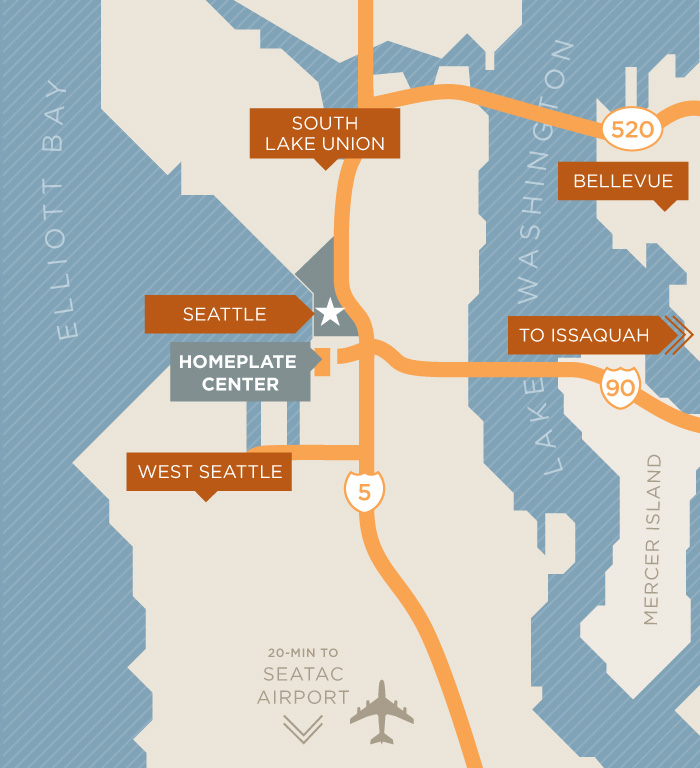 SOUTH
LAKE UNION
520
BELLEVUE
ELLIOTT BAY
LAKE WASHINGTON
SEATTLE
TO ISSAQUAH
HOMEPLATE
CENTER
90
WEST SEATTLE
5
MERCER ISLAND
20-MIN TO
SEATAC
AIRPORT